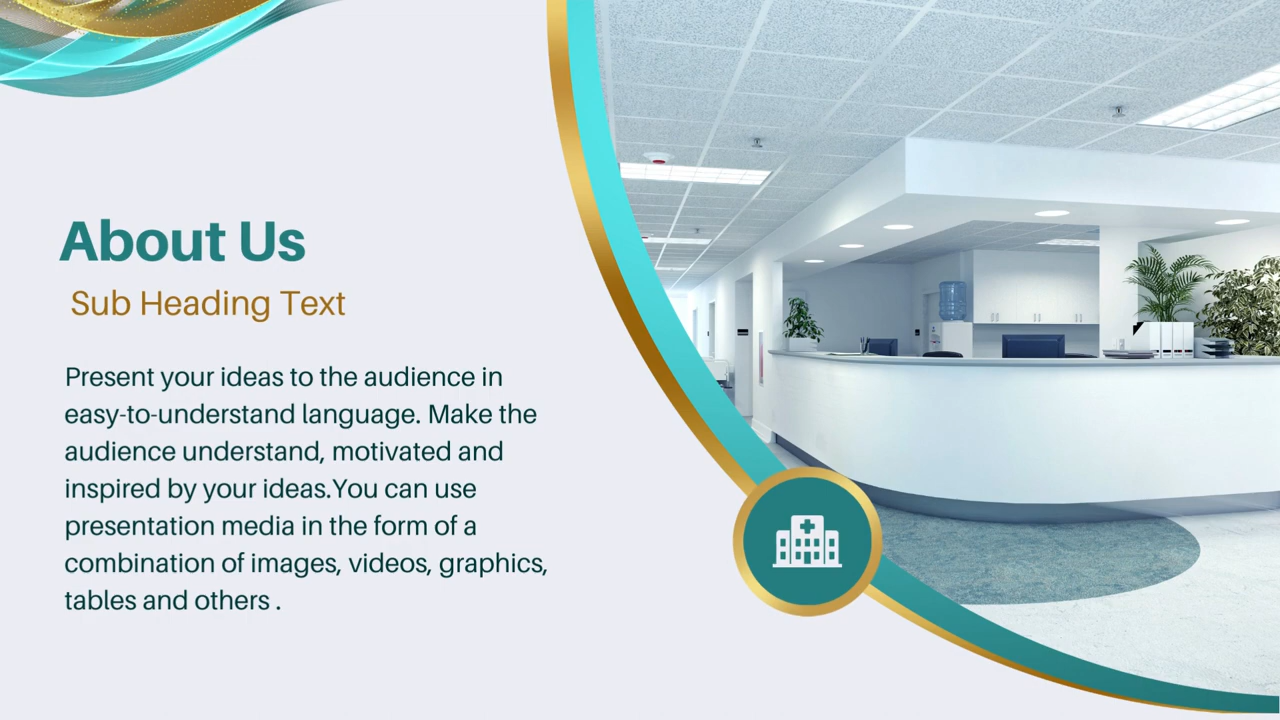 About Us
Sub Heading Text
Present your ideas to the audience in
easy-to-understand language. Make the
audience understand, motivated and
inspired by your ideas.You can use
presentation media in the form of a
combination of images, videos, graphics,
tables and others .